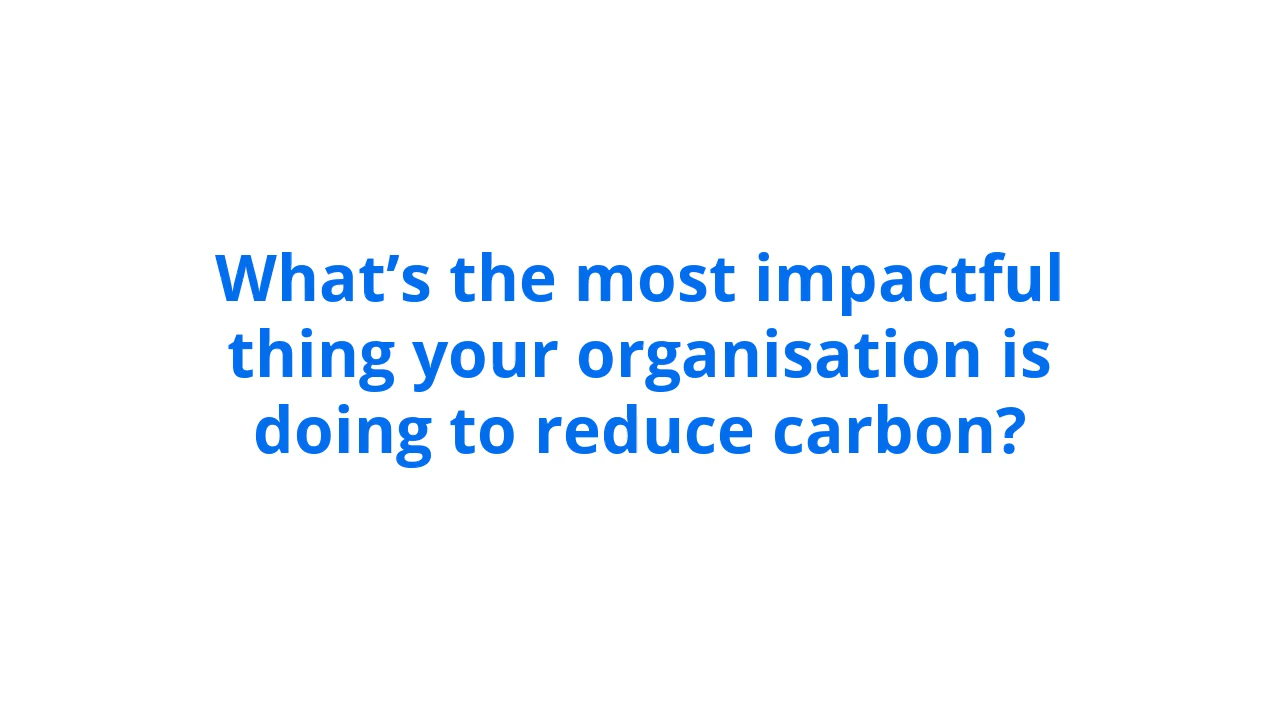 What’s the most impactful
thing your organisation is
doing to reduce carbon?